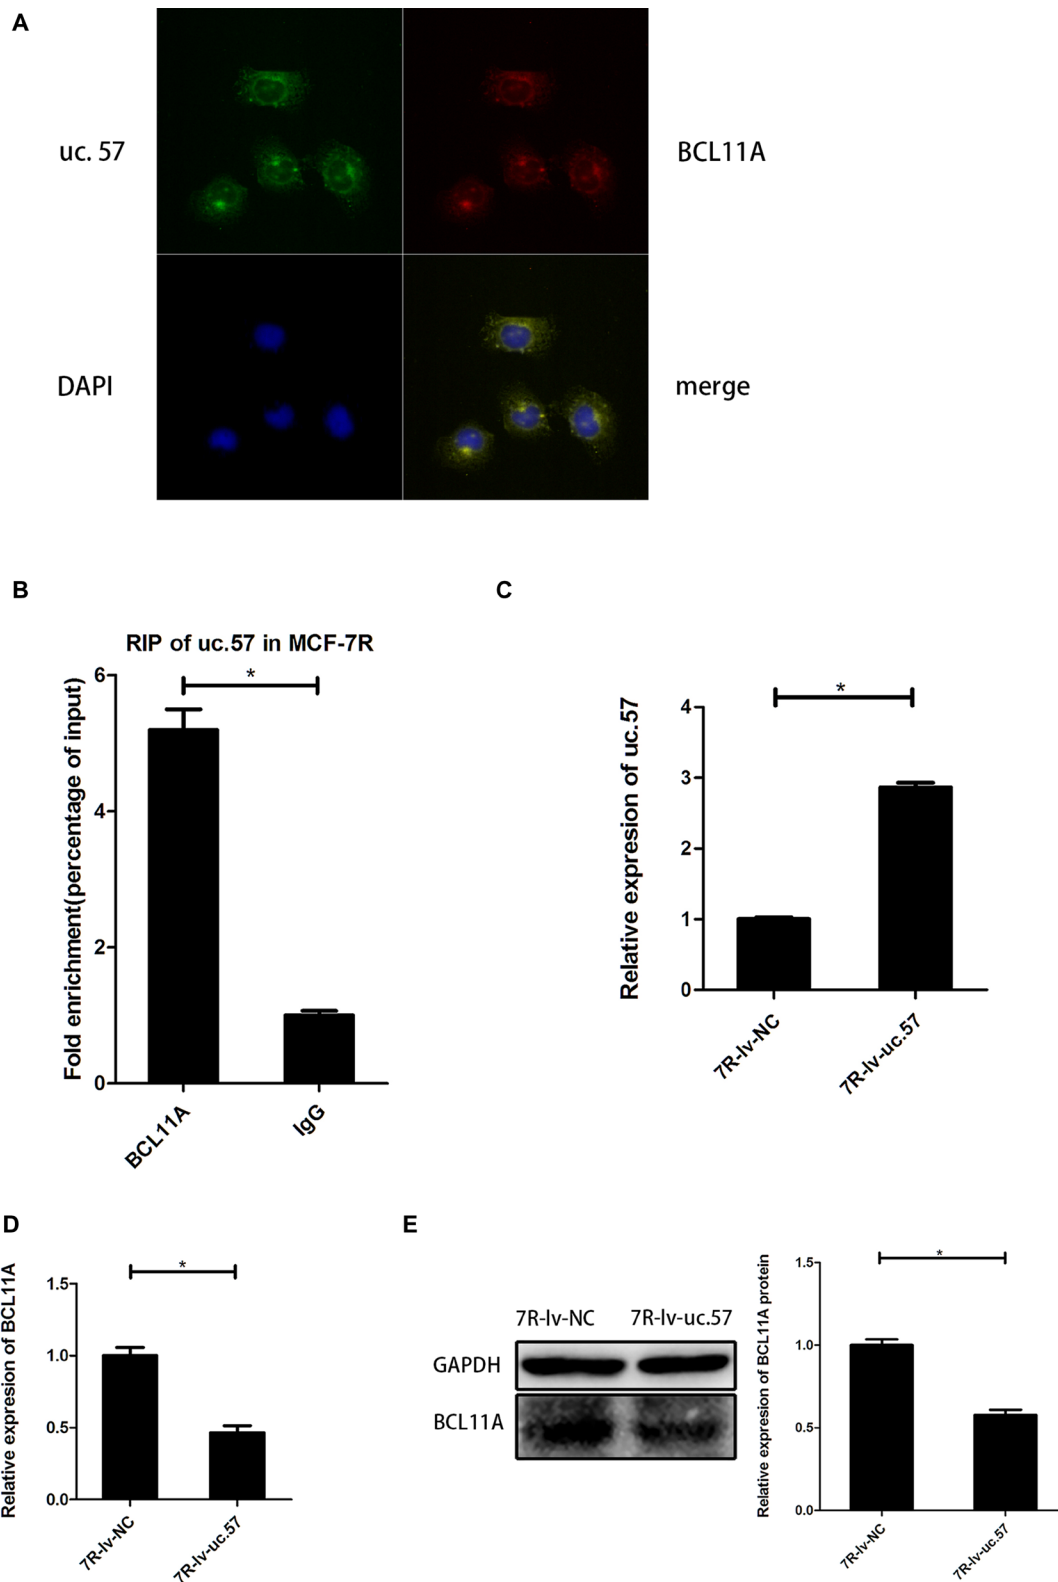 A
uc. 57
BCL11A
DAPI
merge
B
RIP of uc.57 in MCF-7R
Fold enrichment(percentage of input)
6
4
2
0
*
BCL11A
IgG
C
Relative expresion of uc.57
4
3
2
1
0
*
7R-lv-NC
7R-lv-uc.57
D
Relative expresion of BCL11A
1.5
1.0
0.5
0.0
*
7R-lv-NC
7R-lv-uc.57
E
7R-lv-NC 7R-lv-uc.57
GAPDH
BCL11A
Relative expresion of BCL11A protein
1.5
1.0
0.5
0.0
*
7R-lv-NC
7R-lv-uc.57